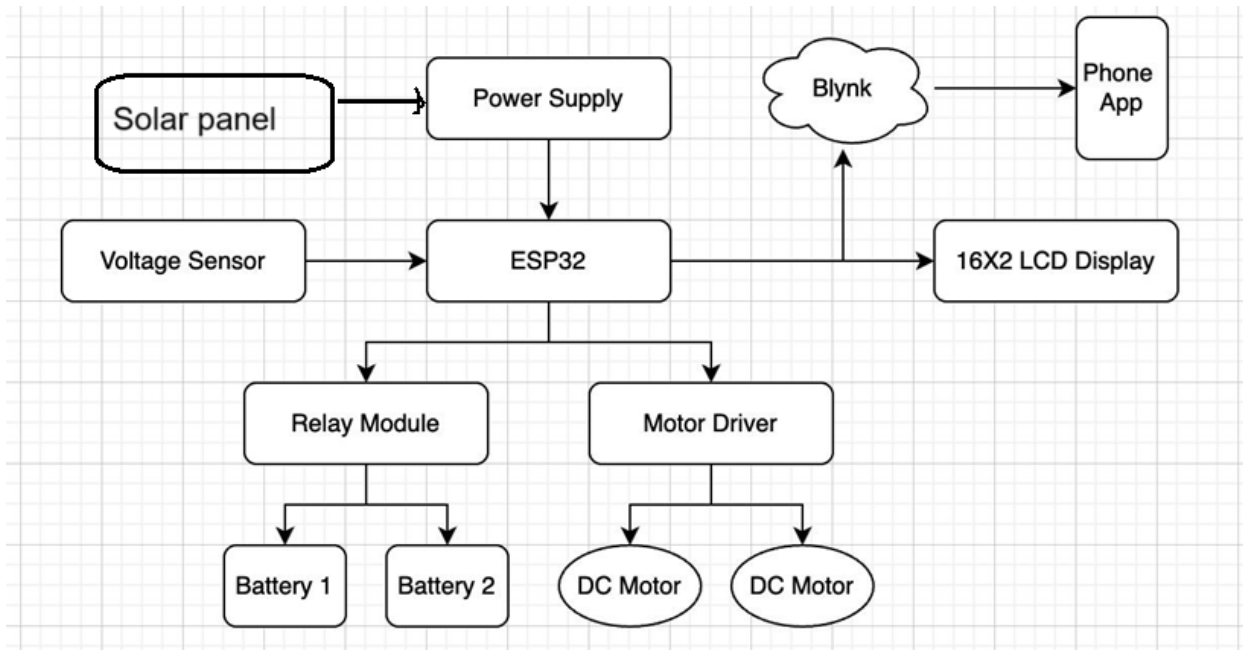 Solar panel
Power Supply
Blynk
Phone
App
Voltage Sensor
ESP32
16X2 LCD Display
Relay Module
Motor Driver
Battery 1
Battery 2
DC Motor
DC Motor